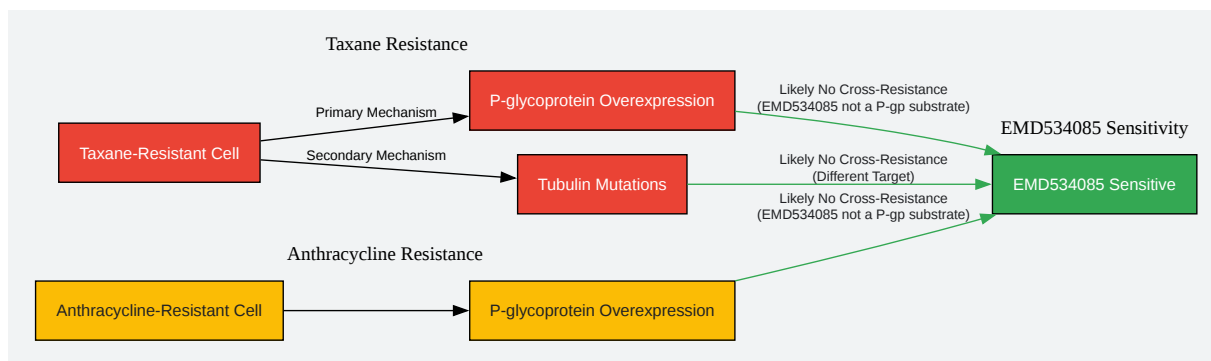 Taxane Resistance
P-glycoprotein Overexpression
Likely No Cross-Resistance
(EMD534085 not a P-gp substrate)
EMD534085 Sensitivity
Primary Mechanism
Taxane-Resistant Cell
Secondary Mechanism
Tubulin Mutations
Likely No Cross-Resistance
(Different Target)
EMD534085 Sensitive
Likely No Cross-Resistance
(EMD534085 not a P-gp substrate)
Anthracycline Resistance
Anthracycline-Resistant Cell
P-glycoprotein Overexpression